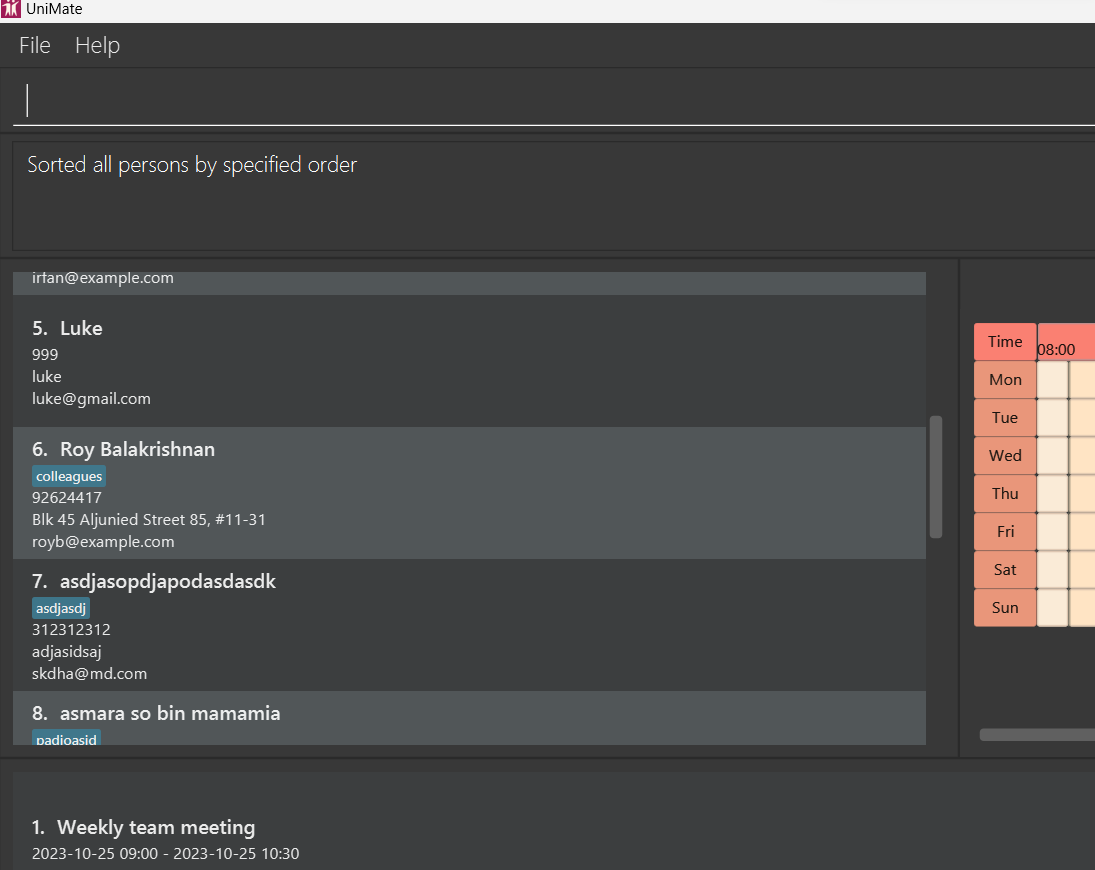 UniMate
File Help
Sorted all persons by specified order
irfan@example.com
5. Luke
999
luke
luke@gmail.com
6. Roy Balakrishnan
colleagues
92624417
Blk 45 Aljunied Street 85, #11-31
royb@example.com
7. asdjasopdjapodasdasdk
asdjasdj
312312312
adjasidsaj
skdha@md.com
8. asmara so bin mamamia
padioasid
Time 08:00
Mon
Tue
Wed
Thu
Fri
Sat
Sun
1. Weekly team meeting
2023-10-25 09:00 - 2023-10-25 10:30